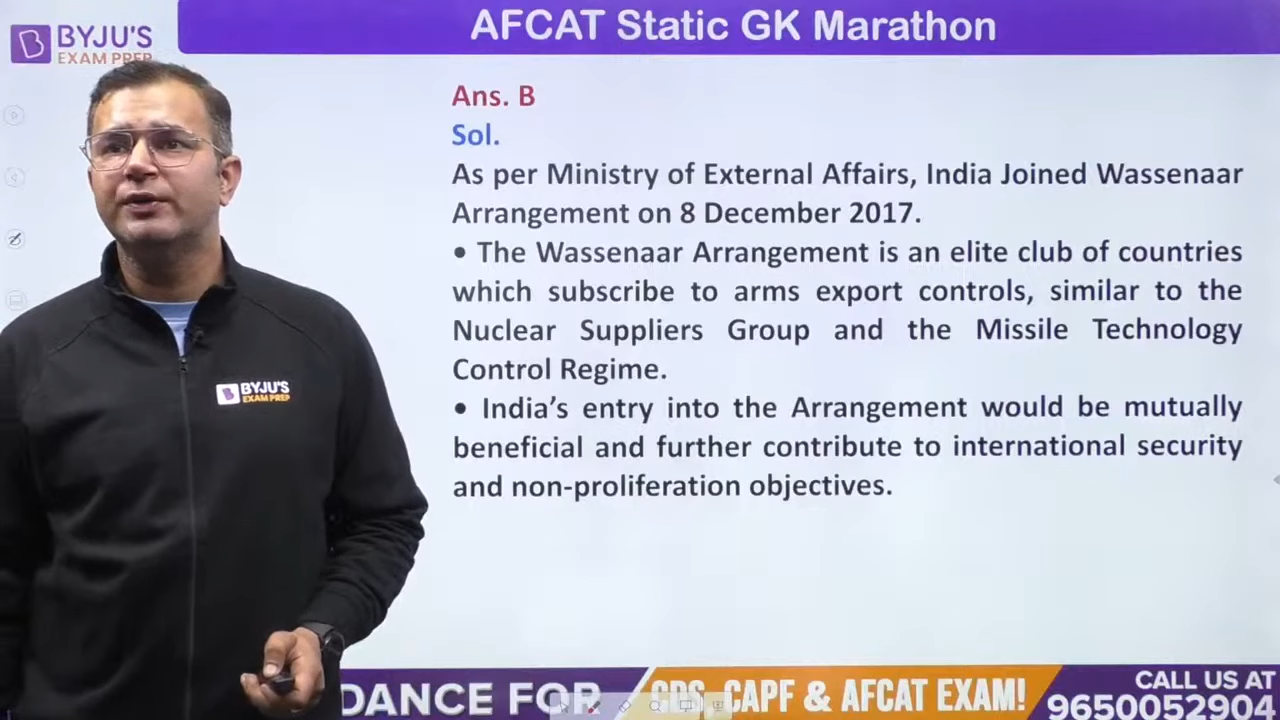 BYJU'S
EXAM PREP
AFCAT Static GK Marathon
Ans. B
Sol.
As per Ministry of External Affairs, India Joined Wassenaar
Arrangement on 8 December 2017.
• The Wassenaar Arrangement is an elite club of countries
which subscribe to arms export controls, similar to the
Nuclear Suppliers Group and the Missile Technology
Control Regime.
• India's entry into the Arrangement would be mutually
beneficial and further contribute to international security
and non-proliferation objectives.
BYJU'S
EXAM PREP
DANCE FOR
CDS, CAPF & AFCAT EXAM!
CALL US AT
9650052904